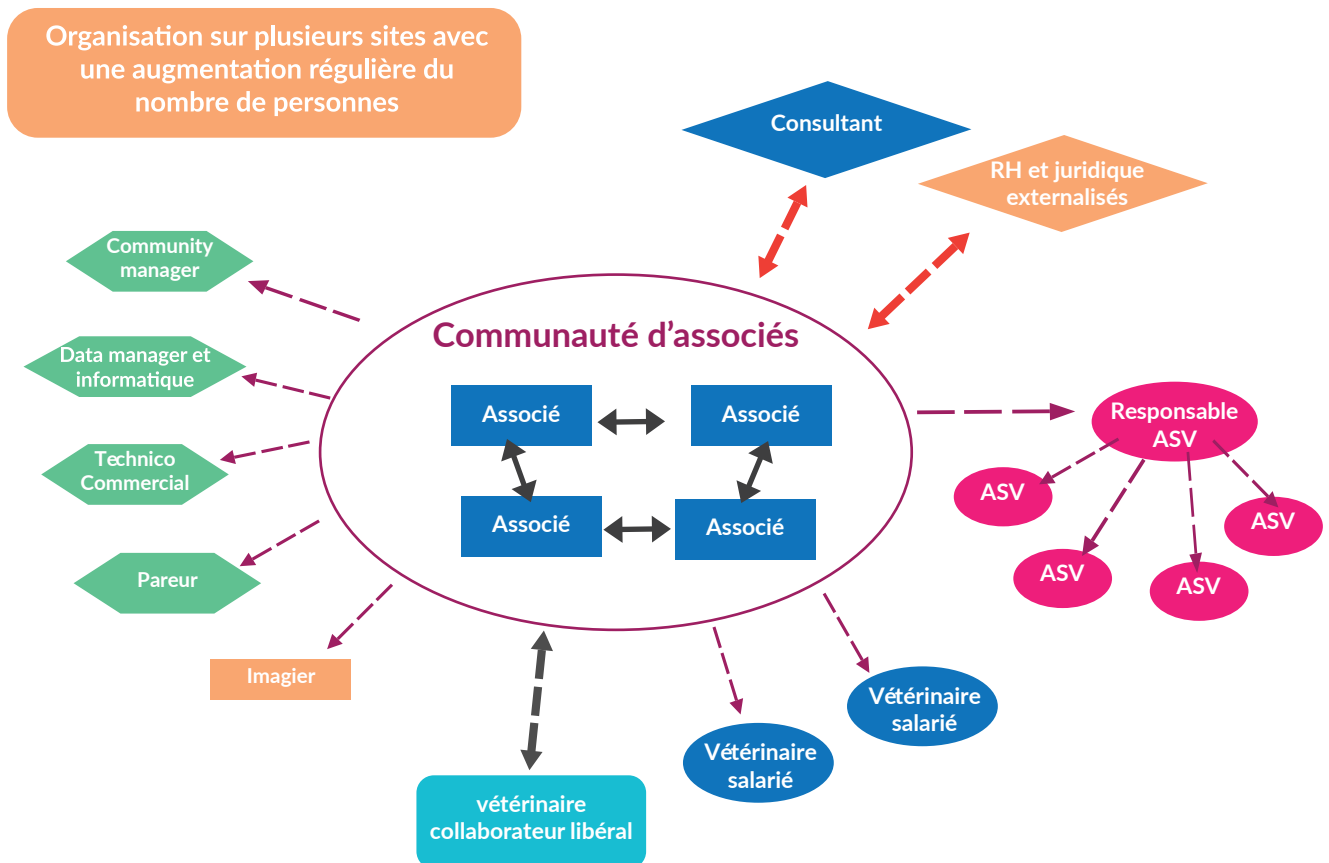 Organisation sur plusieurs sites avec
une augmentation régulière du
nombre de personnes
Consultant
RH et juridique
externalisés
Community
manager
Data manager et
informatique
Technico
Commercial
Pareur
Imagier
Communauté d'associés
Associé
Associé
Associé
Associé
Responsable
ASV
ASV
ASV
ASV
ASV
Vétérinaire
salarié
Vétérinaire
salarié
vétérinaire
collaborateur libéral